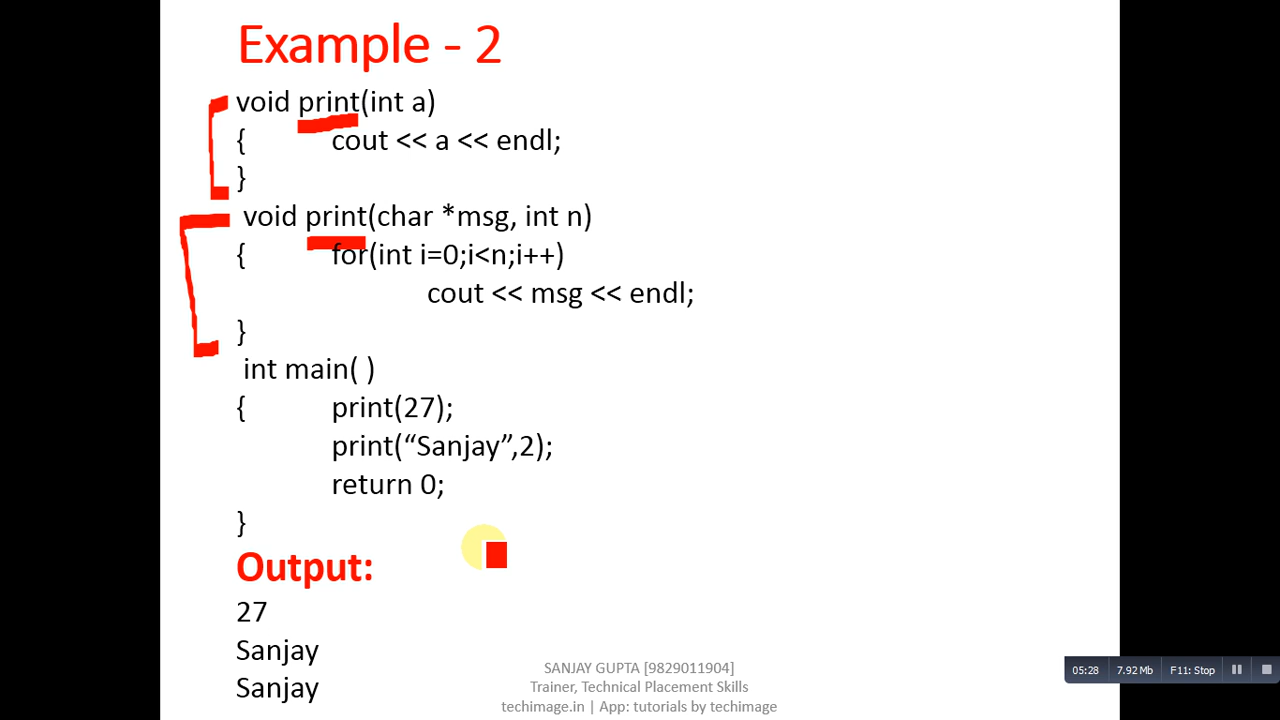 Example - 2
void print(int a)
{ cout << a << endl;
}
void print(char *msg, int n)
{ for(int i=0;i<n;i++)
cout << msg << endl;
}
int main( )
{ print(27);
print(“Sanjay”,2);
return 0;
}
Output:
27
Sanjay
Sanjay
SANJAY GUPTA [9829011904]
Trainer, Technical Placement Skills
techimage.in | App: tutorials by techimage
05:28 7.92 Mb F11: Stop